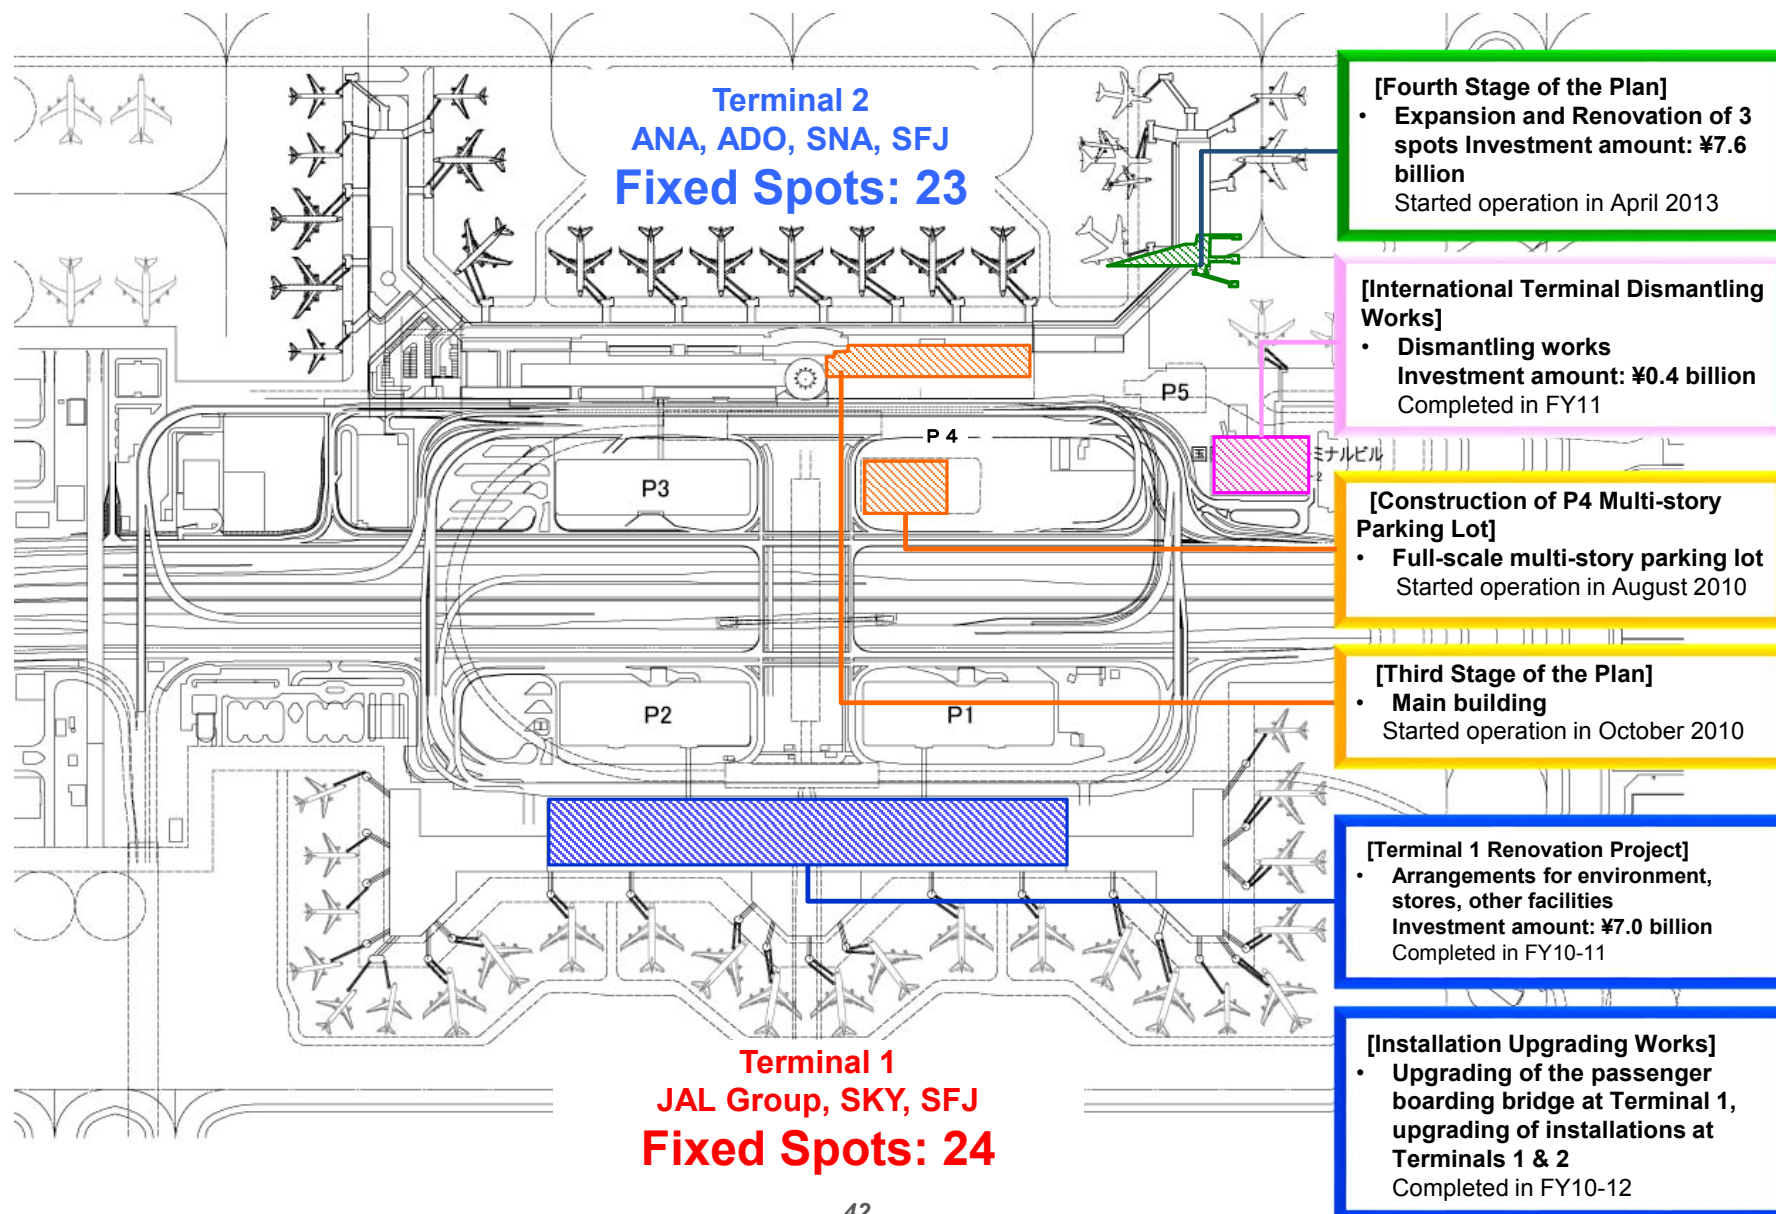 Terminal 2
ANA, ADO, SNA, SFJ
Fixed Spots: 23
[Fourth Stage of the Plan]
• Expansion and Renovation of 3
spots Investment amount: ¥7.6
billion
Started operation in April 2013
[International Terminal Dismantling
Works]
• Dismantling works
Investment amount: ¥0.4 billion
Completed in FY11
P5
P 4
国
ミナルビル
2
P3
[Construction of P4 Multi-story
Parking Lot]
• Full-scale multi-story parking lot
Started operation in August 2010
[Third Stage of the Plan]
• Main building
Started operation in October 2010
P2
P1
[Terminal 1 Renovation Project]
• Arrangements for environment,
stores, other facilities
Investment amount: ¥7.0 billion
Completed in FY10-11
[Installation Upgrading Works]
• Upgrading of the passenger
boarding bridge at Terminal 1,
upgrading of installations at
Terminals 1 & 2
Completed in FY10-12
Terminal 1
JAL Group, SKY, SFJ
Fixed Spots: 24
42